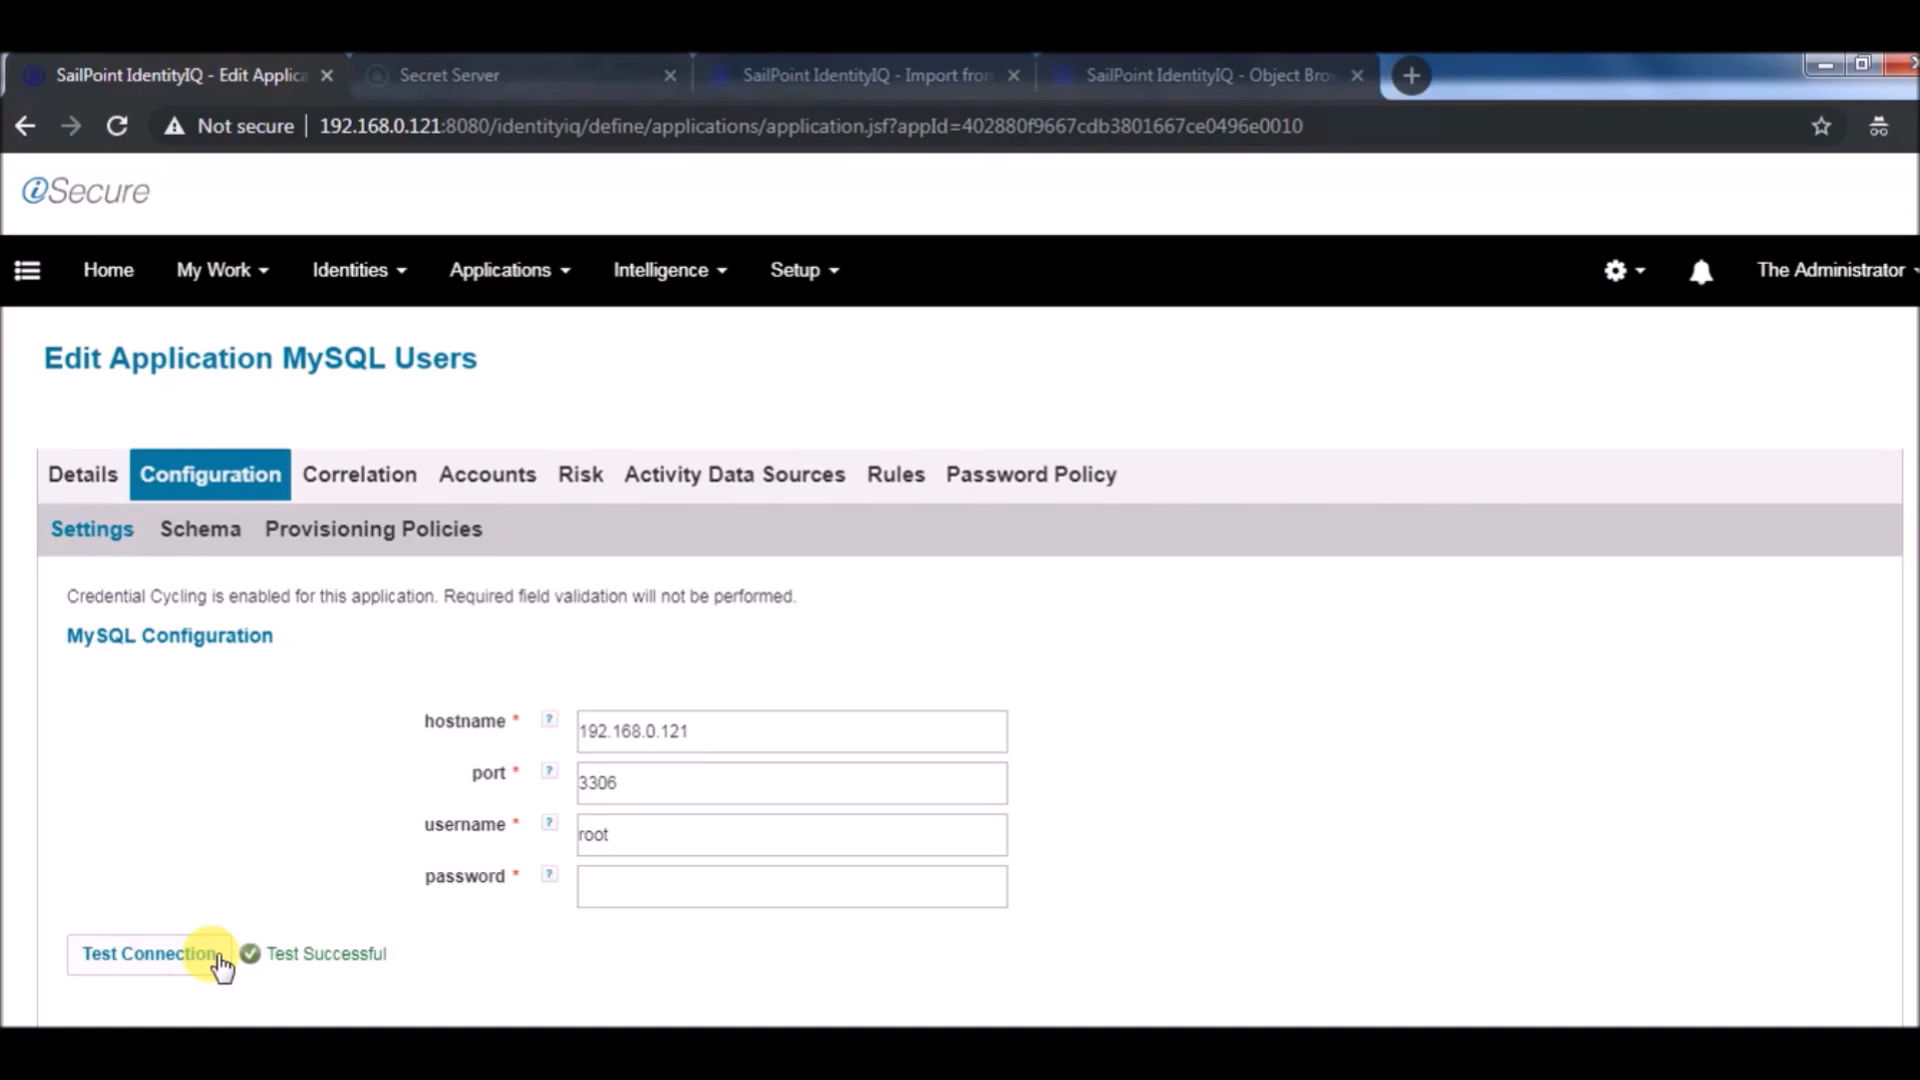 SailPoint IdentityIQ - Edit Applica
Secret Server
SailPoint IdentityIQ - Import fron
SailPoint IdentityIQ - Object Bro
Not secure
192.168.0.121:8080/identityiq/define/applications/application.jsf?appId=402880f9667cdb3801667ce0496e0010
iSecure
Home
My Work
Identities
Applications
Intelligence
Setup
The Administrator
Edit Application MySQL Users
Details
Configuration
Correlation
Accounts
Risk
Activity Data Sources
Rules
Password Policy
Settings
Schema
Provisioning Policies
Credential Cycling is enabled for this application. Required field validation will not be performed.
MySQL Configuration
hostname * ? 192.168.0.121
port * ? 3306
username * ? root
password * ?
Test Connection
Test Successful